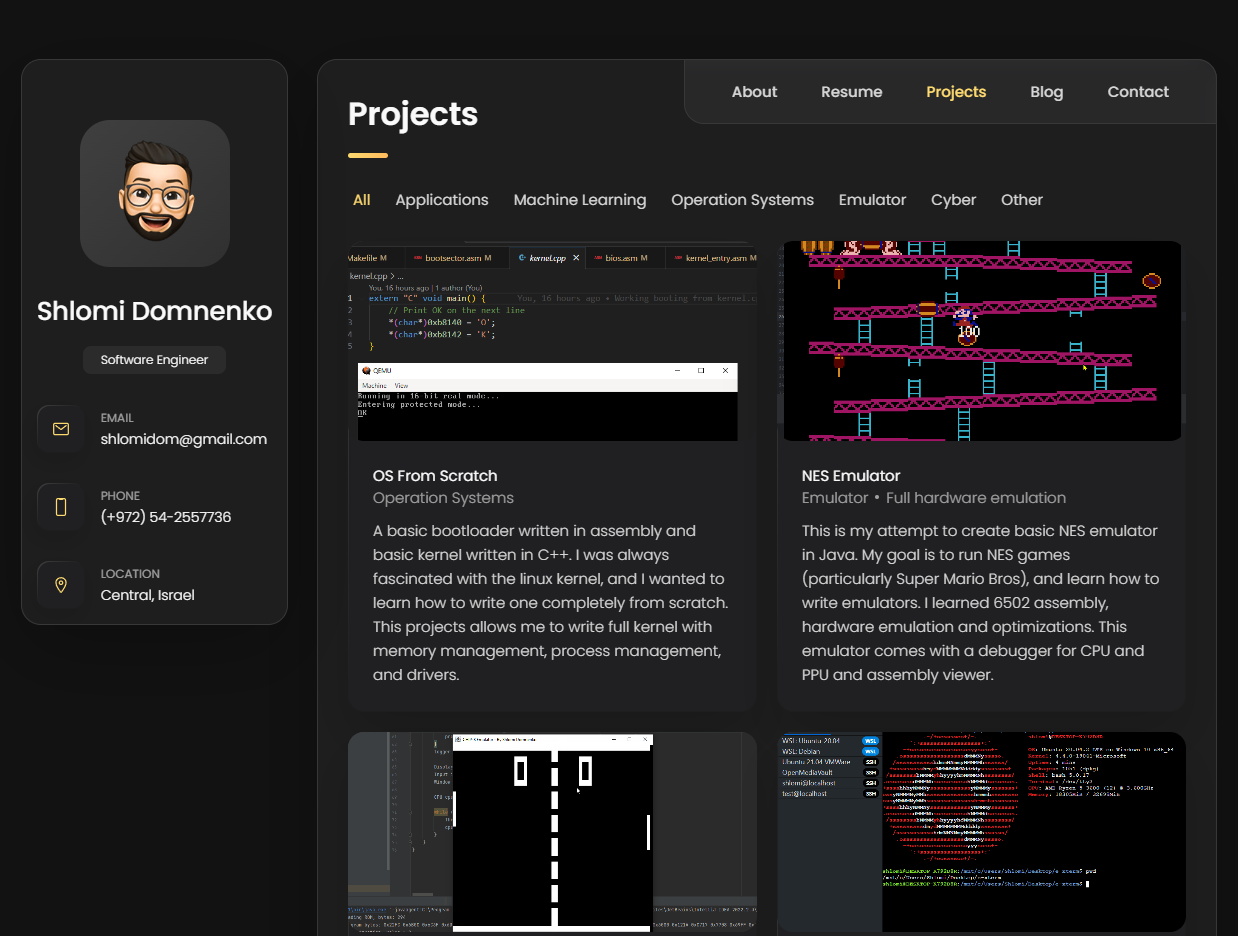 Shlomi Domnenko
Software Engineer
EMAIL
shlomidom@gmail.com
PHONE
(+972) 54-2557736
LOCATION
Central, Israel
About Resume Projects Blog Contact
Projects
All Applications Machine Learning Operation Systems Emulator Cyber Other
Makefile M bootsector.asm M kernel.cpp bios.asm M kernel_entry.asm M
kernel.cpp > ...
You, 16 hours ago | 1 author (You)
1 extern "C" void main() { You, 16 hours ago • Working booting from kernel.c
2 // Print OK on the next line
3 *(char*)0xb8140 = 'O';
4 *(char*)0xb8142 = 'K';
5 }
QEMU
Machine View
Running in 16 bit real mode...
Entering protected mode...
OK
OS From Scratch
Operation Systems
A basic bootloader written in assembly and
basic kernel written in C++. I was always
fascinated with the linux kernel, and I wanted to
learn how to write one completely from scratch.
This projects allows me to write full kernel with
memory management, process management,
and drivers.
100
NES Emulator
Emulator • Full hardware emulation
This is my attempt to create basic NES emulator
in Java. My goal is to run NES games
(particularly Super Mario Bros), and learn how to
write emulators. I learned 6502 assembly,
hardware emulation and optimizations. This
emulator comes with a debugger for CPU and
PPU and assembly viewer.
0 0
WSL: Ubuntu 20.04 WSL
WSL: Debian WSL
Ubuntu 21.04 VMWare SSH
OpenMediaVault SSH
shlomi@localhost SSH
test@localhost SSH